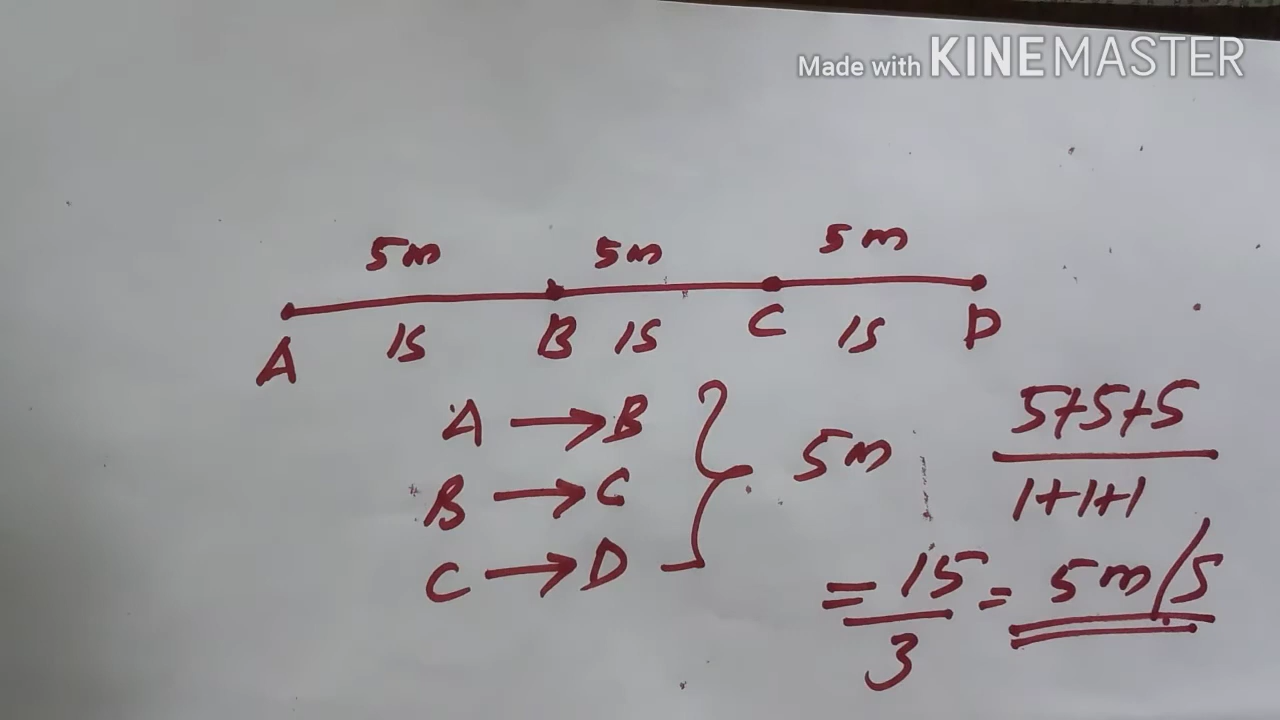 Made with KINEMASTER
5m 5m 5m
A 1s B 1s C 1s D
A → B
B → C
C → D
} 5m
5+5+5
1+1+1
= 15/3 = 5m/s